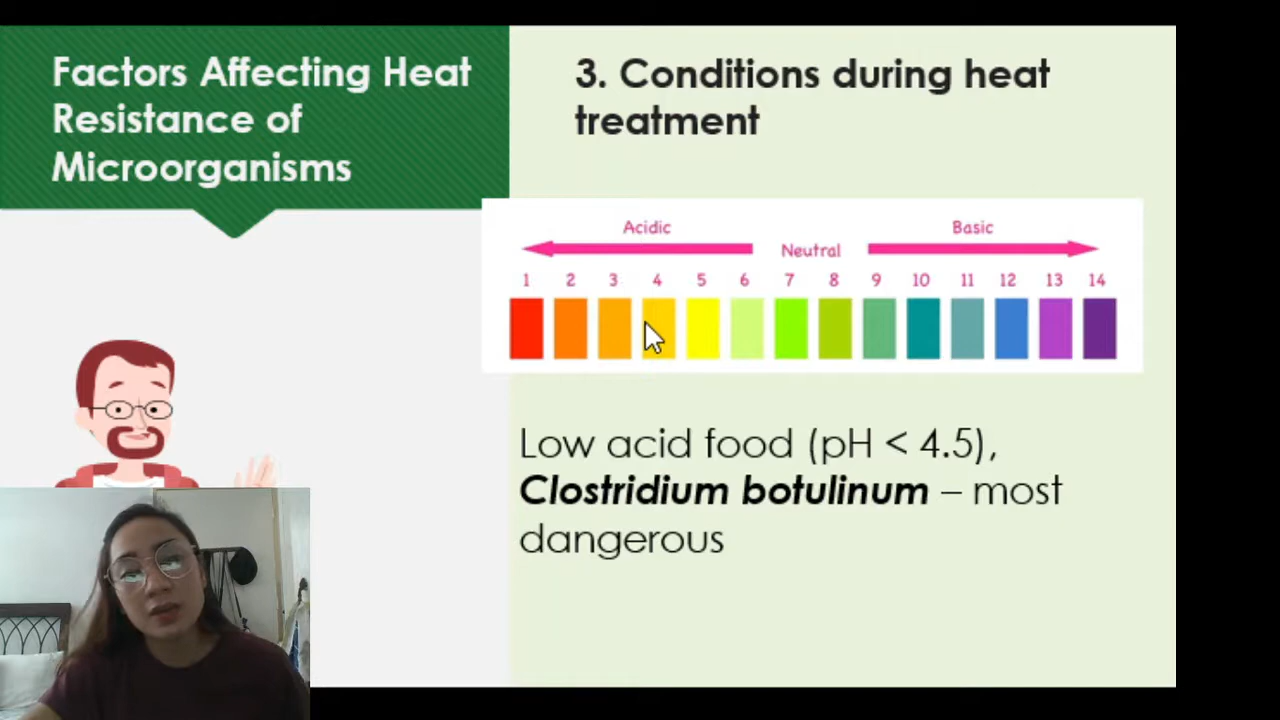 Factors Affecting Heat
Resistance of
Microorganisms
3. Conditions during heat
treatment
Acidic
Neutral
Basic
1 2 3 4 5 6 7 8 9 10 11 12 13 14
Low acid food (pH < 4.5),
Clostridium botulinum – most
dangerous